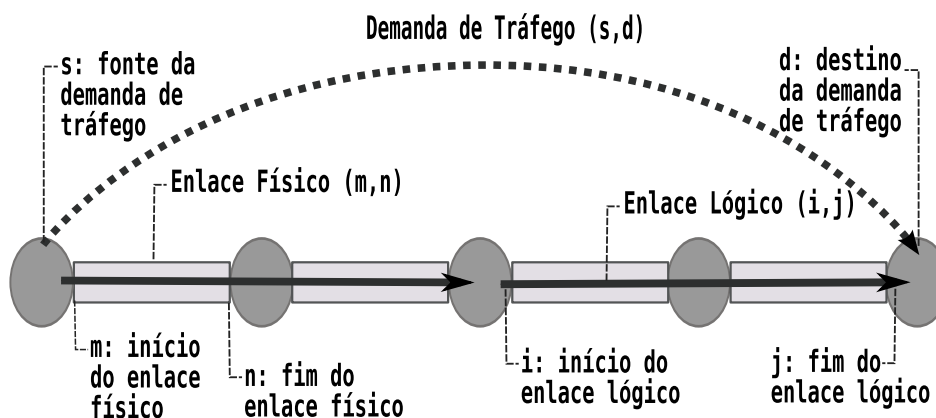 Demanda de Tráfego (s,d)
s: fonte da
demanda de
tráfego
d: destino
da demanda
de tráfego
Enlace Físico (m,n)
Enlace Lógico (i,j)
m: início
do enlace
físico
n: fim do
enlace físico
i: início do
enlace lógico
j: fim do
enlace lógico